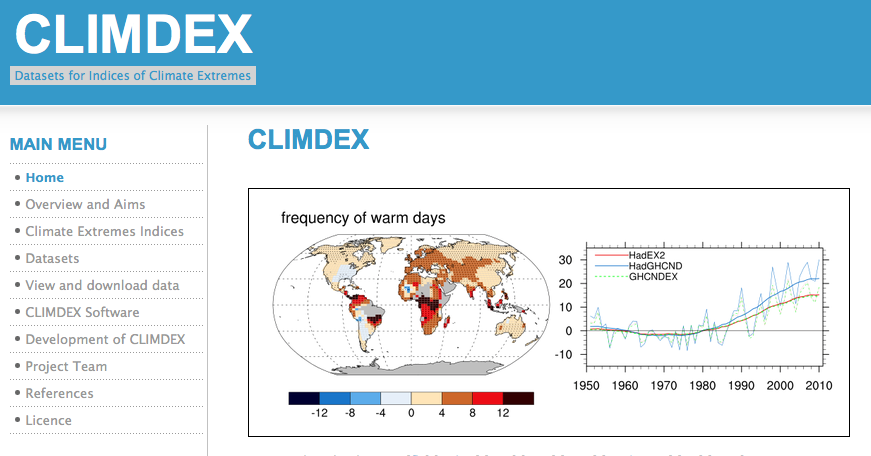 CLIMDEX
Datasets for Indices of Climate Extremes
MAIN MENU
Home
Overview and Aims
Climate Extremes Indices
Datasets
View and download data
CLIMDEX Software
Development of CLIMDEX
Project Team
References
Licence
CLIMDEX
frequency of warm days
-12 -8 -4 0 4 8 12
HadEX2
HadGHCND
GHCNDEX
30
20
10
0
-10
1950 1960 1970 1980 1990 2000 2010